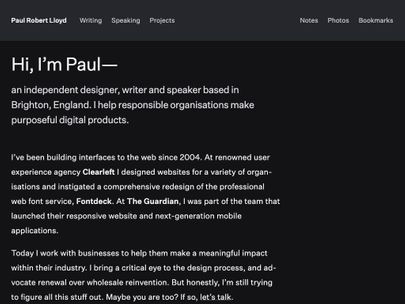 Paul Robert Lloyd Writing Speaking Projects Notes Photos Bookmarks
Hi, I’m Paul—
an independent designer, writer and speaker based in
Brighton, England. I help responsible organisations make
purposeful digital products.
I’ve been building interfaces to the web since 2004. At renowned user
experience agency Clearleft I designed websites for a variety of organ-
isations and instigated a comprehensive redesign of the professional
web font service, Fontdeck. At The Guardian, I was part of the team that
launched their responsive website and next-generation mobile
applications.
Today I work with businesses to help them make a meaningful impact
within their industry. I bring a critical eye to the design process, and ad-
vocate renewal over wholesale reinvention. But honestly, I’m still trying
to figure all this stuff out. Maybe you are too? If so, let’s talk.